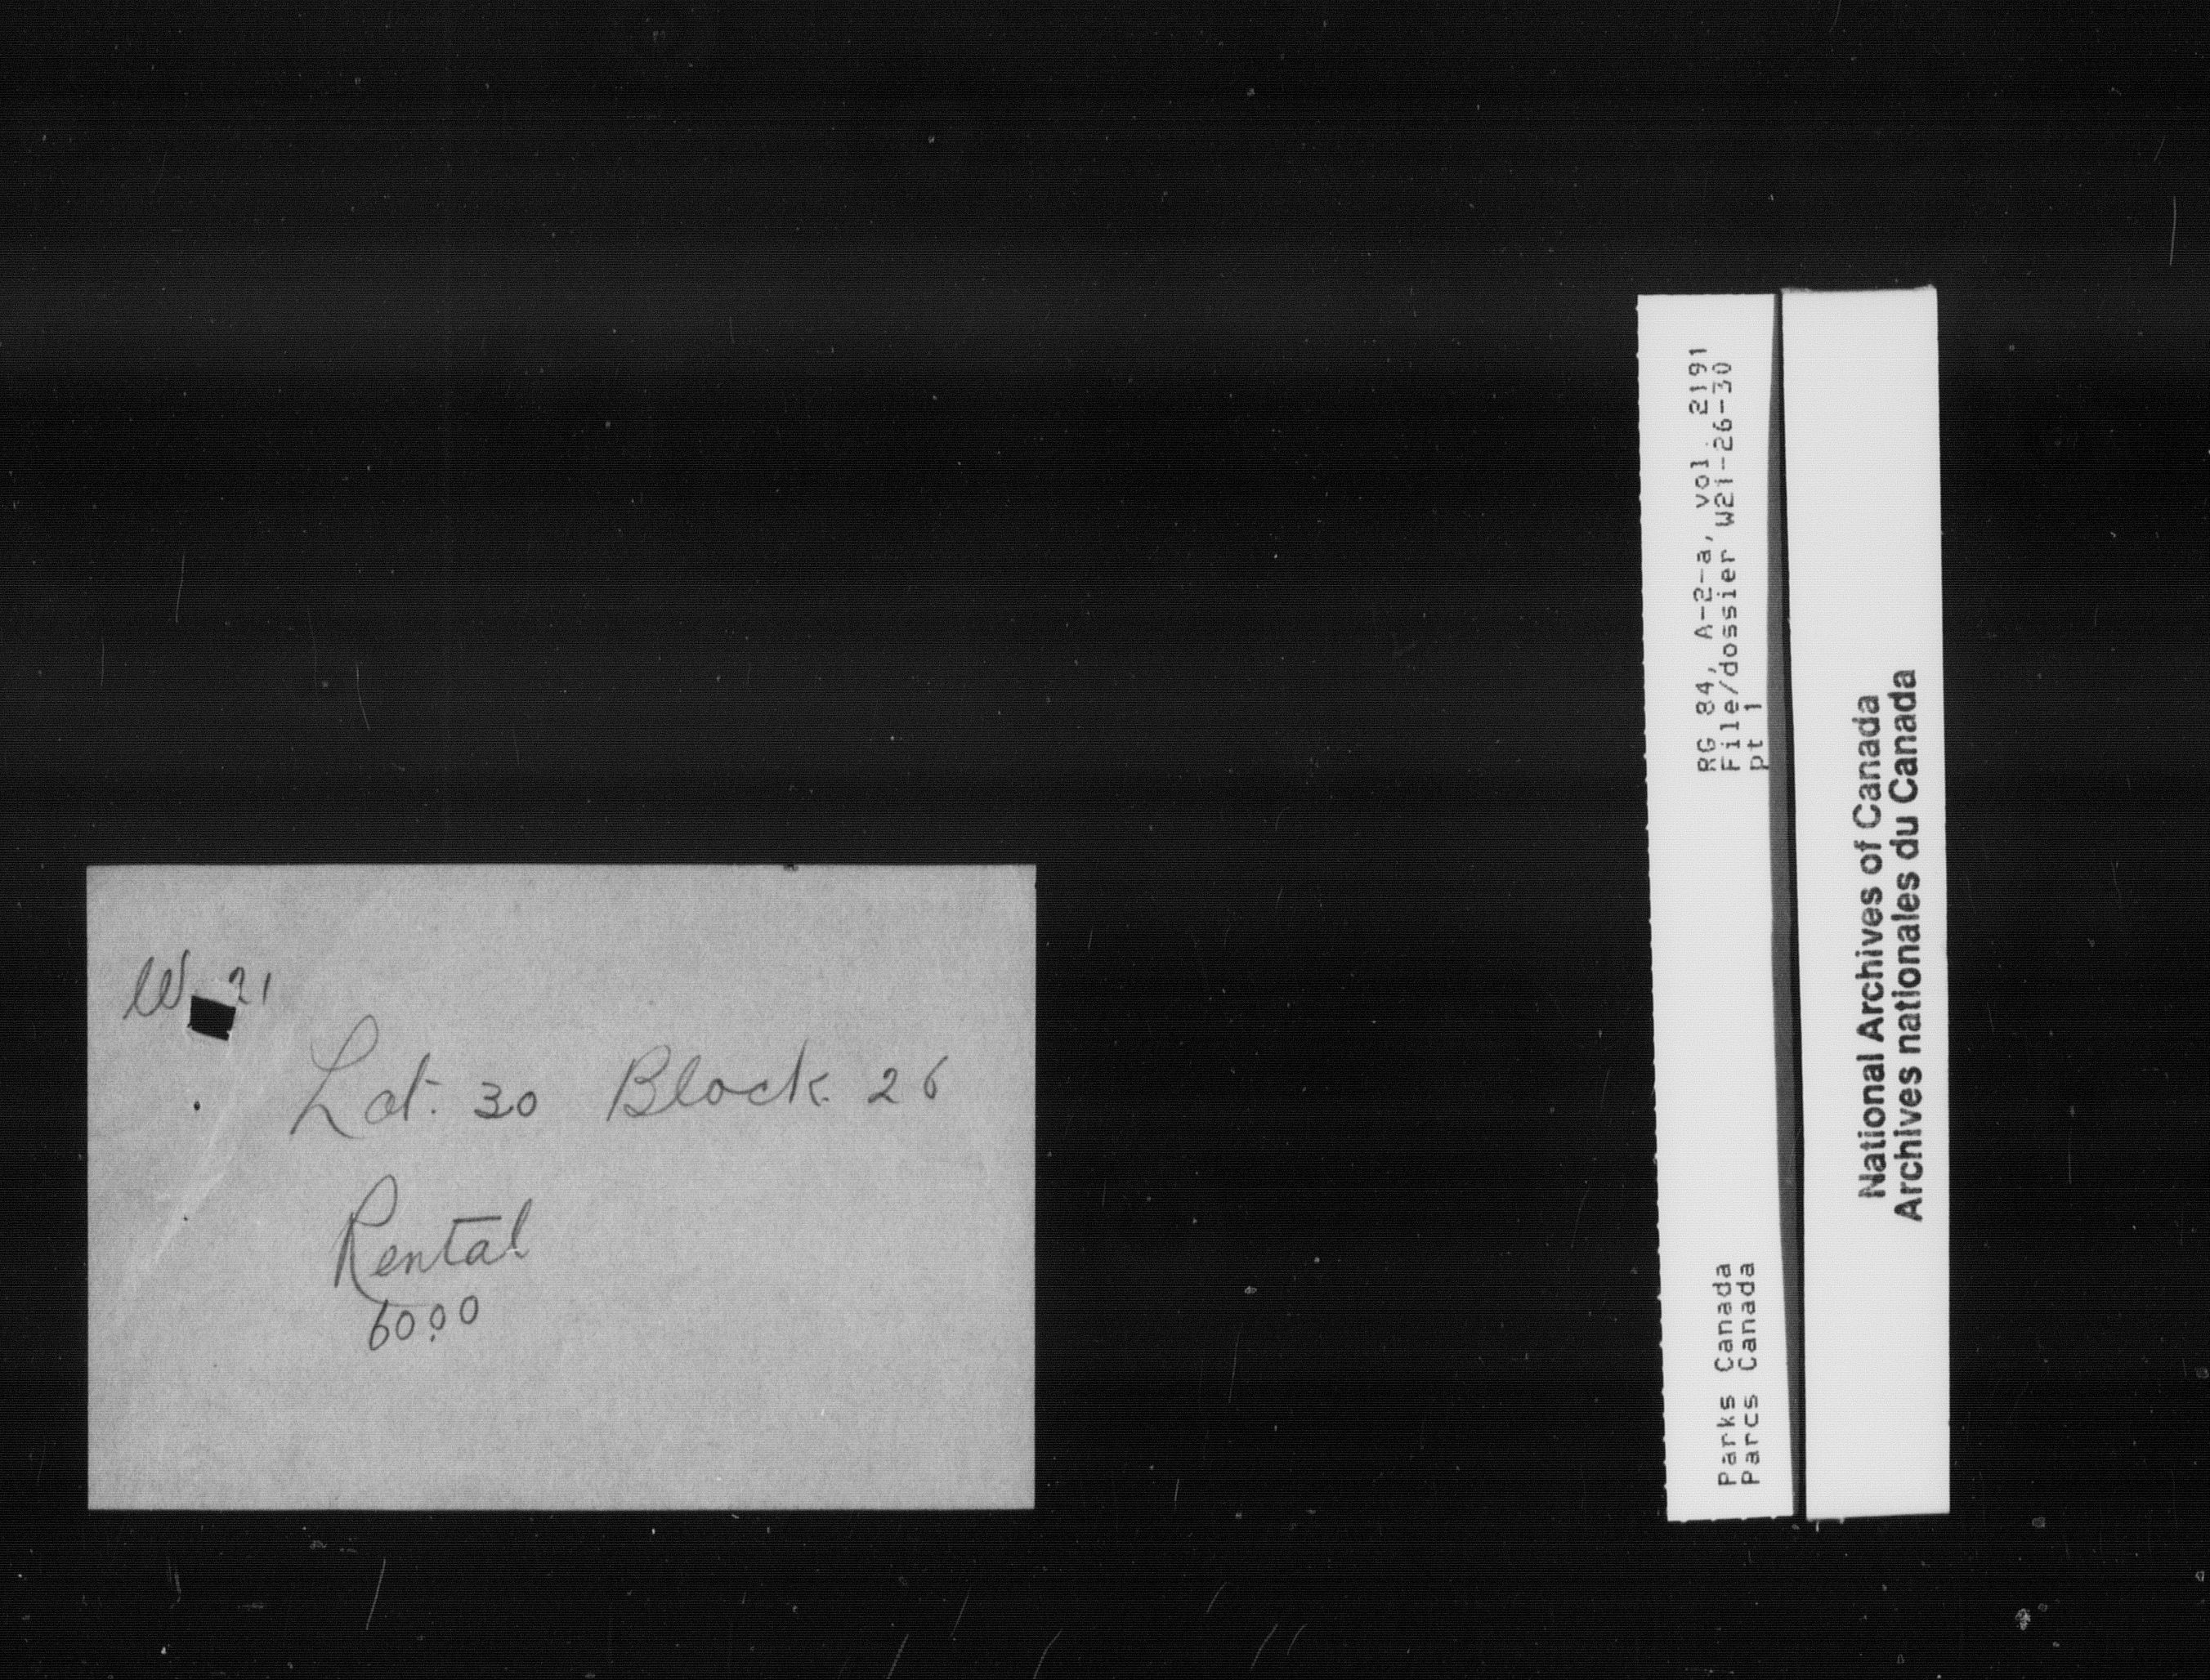 W 21
Lot. 30 Block. 26
Rental
60.00
RG 84, A-2-a, vol. 2191
File/dossier W21-26-30
pt 1
Parks Canada
Parcs Canada
National Archives of Canada
Archives nationales du Canada